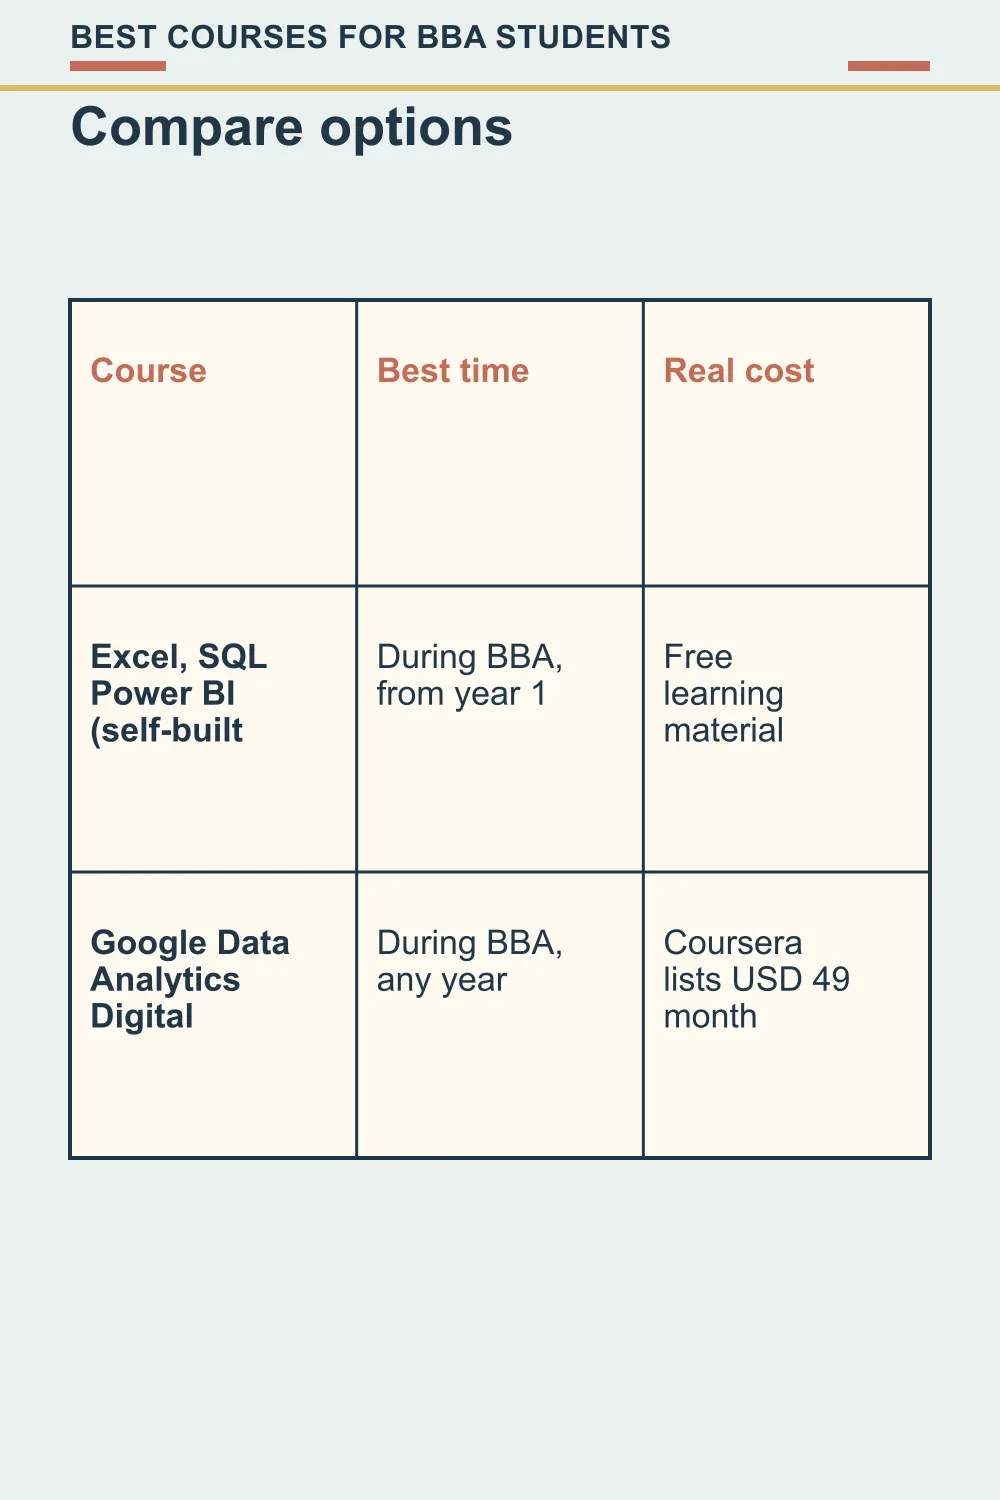 BEST COURSES FOR BBA STUDENTS
Compare options
Course
Best time
Real cost
Excel, SQL
Power BI
(self-built
During BBA,
from year 1
Free
learning
material
Google Data
Analytics
Digital
During BBA,
any year
Coursera
lists USD 49
month